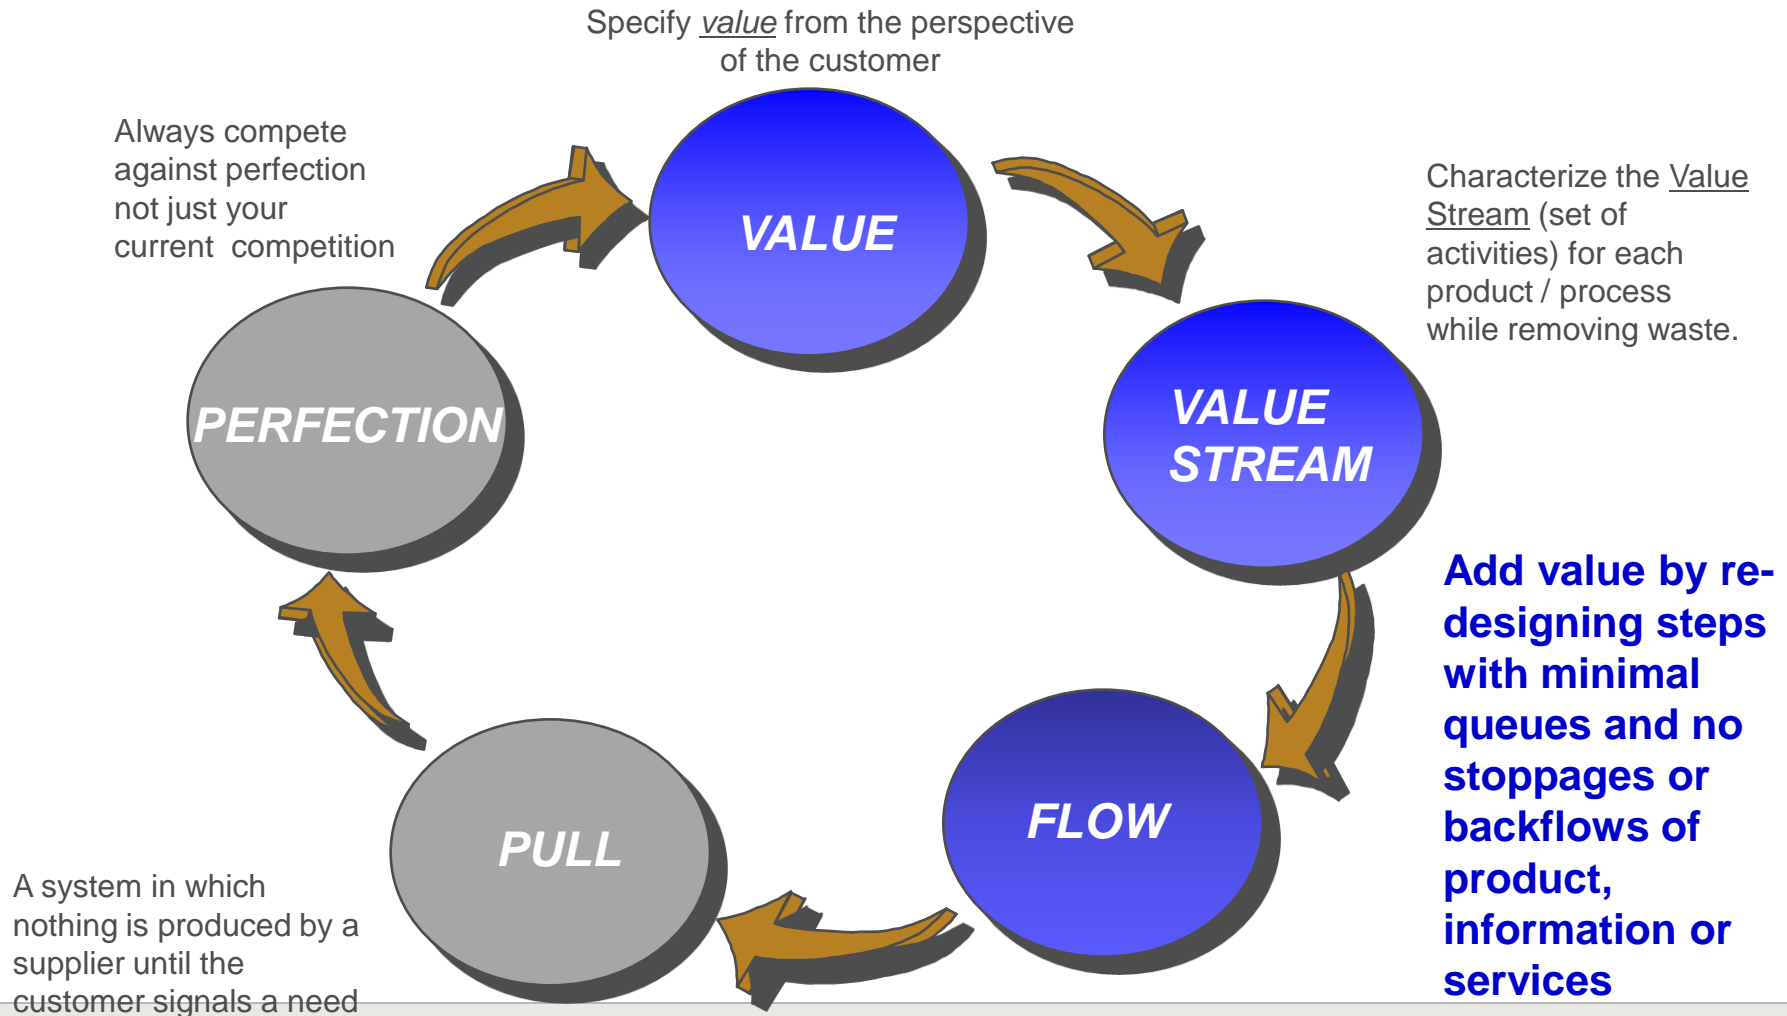 Specify value from the perspective
of the customer
VALUE
Characterize the Value
Stream (set of
activities) for each
product / process
while removing waste.
VALUE
STREAM
Add value by re-
designing steps
with minimal
queues and no
stoppages or
backflows of
product,
information or
services
FLOW
PULL
A system in which
nothing is produced by a
supplier until the
customer signals a need
PERFECTION
Always compete
against perfection
not just your
current  competition